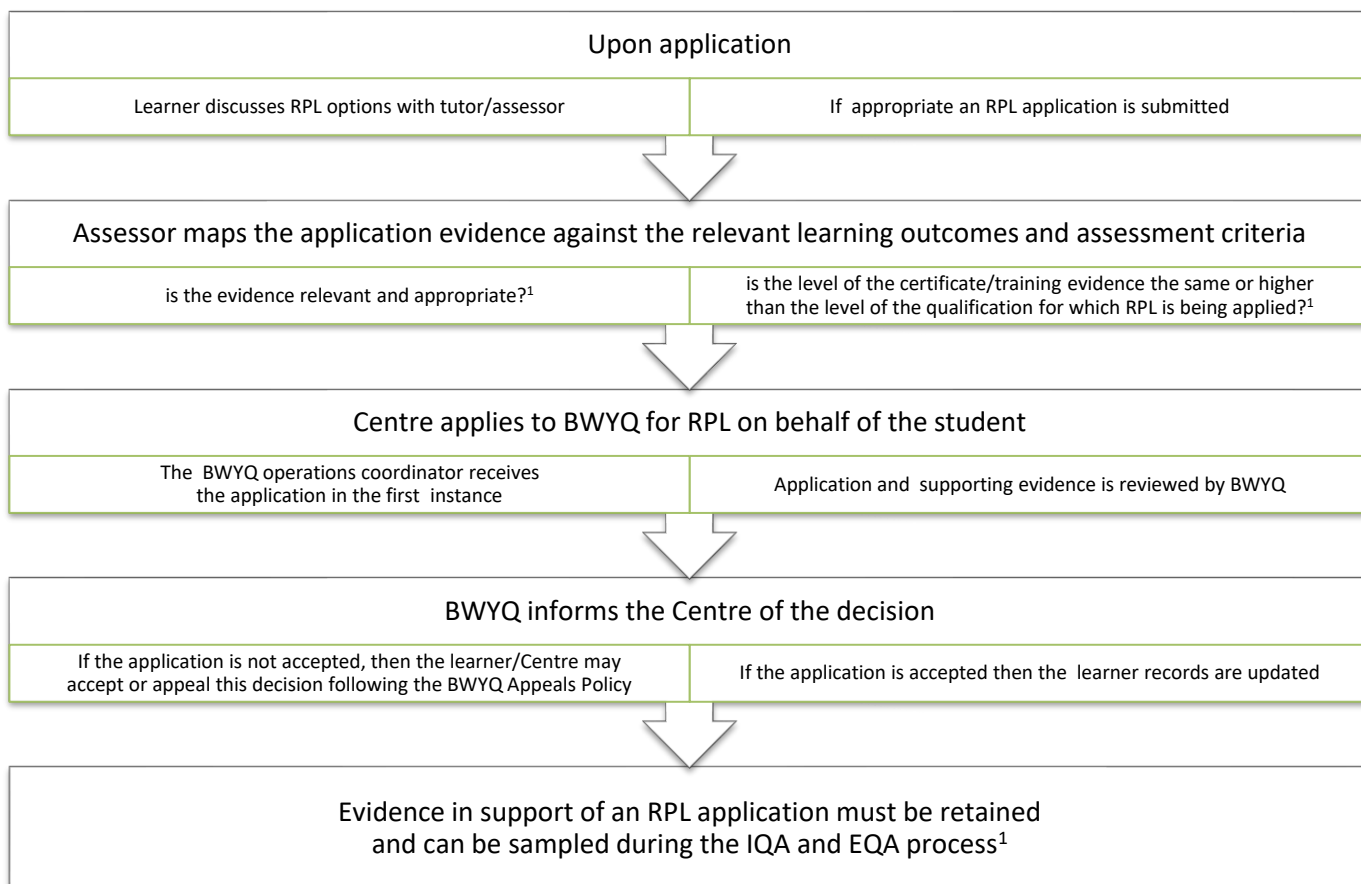 Upon application
Learner discusses RPL options with tutor/assessor
If appropriate an RPL application is submitted
Assessor maps the application evidence against the relevant learning outcomes and assessment criteria
is the evidence relevant and appropriate?¹
is the level of the certificate/training evidence the same or higher
than the level of the qualification for which RPL is being applied?¹
Centre applies to BWYQ for RPL on behalf of the student
The BWYQ operations coordinator receives
the application in the first instance
Application and supporting evidence is reviewed by BWYQ
BWYQ informs the Centre of the decision
If the application is not accepted, then the learner/Centre may
accept or appeal this decision following the BWYQ Appeals Policy
If the application is accepted then the learner records are updated
Evidence in support of an RPL application must be retained
and can be sampled during the IQA and EQA process¹